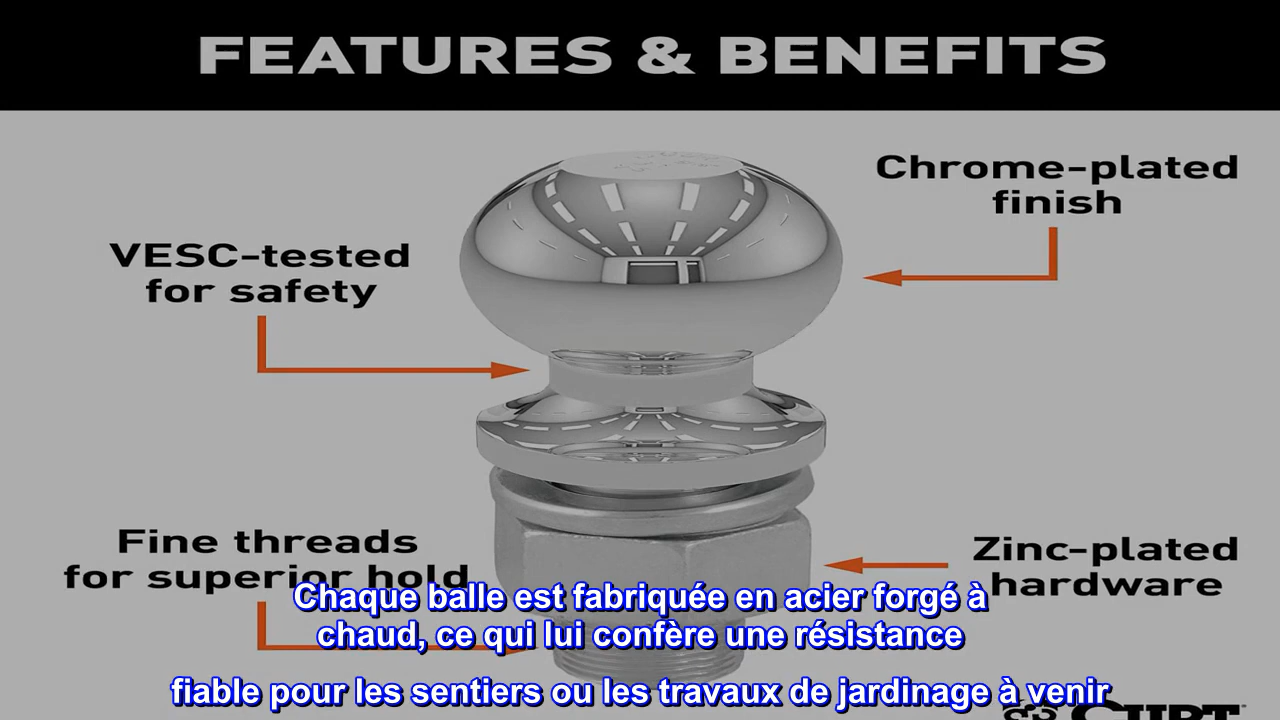 FEATURES & BENEFITS
Chrome-plated
finish
VESC-tested
for safety
Fine threads
for superior hold
Zinc-plated
hardware
Chaque balle est fabriquée en acier forgé à
chaud, ce qui lui confère une résistance
fiable pour les sentiers ou les travaux de jardinage à venir
CURT